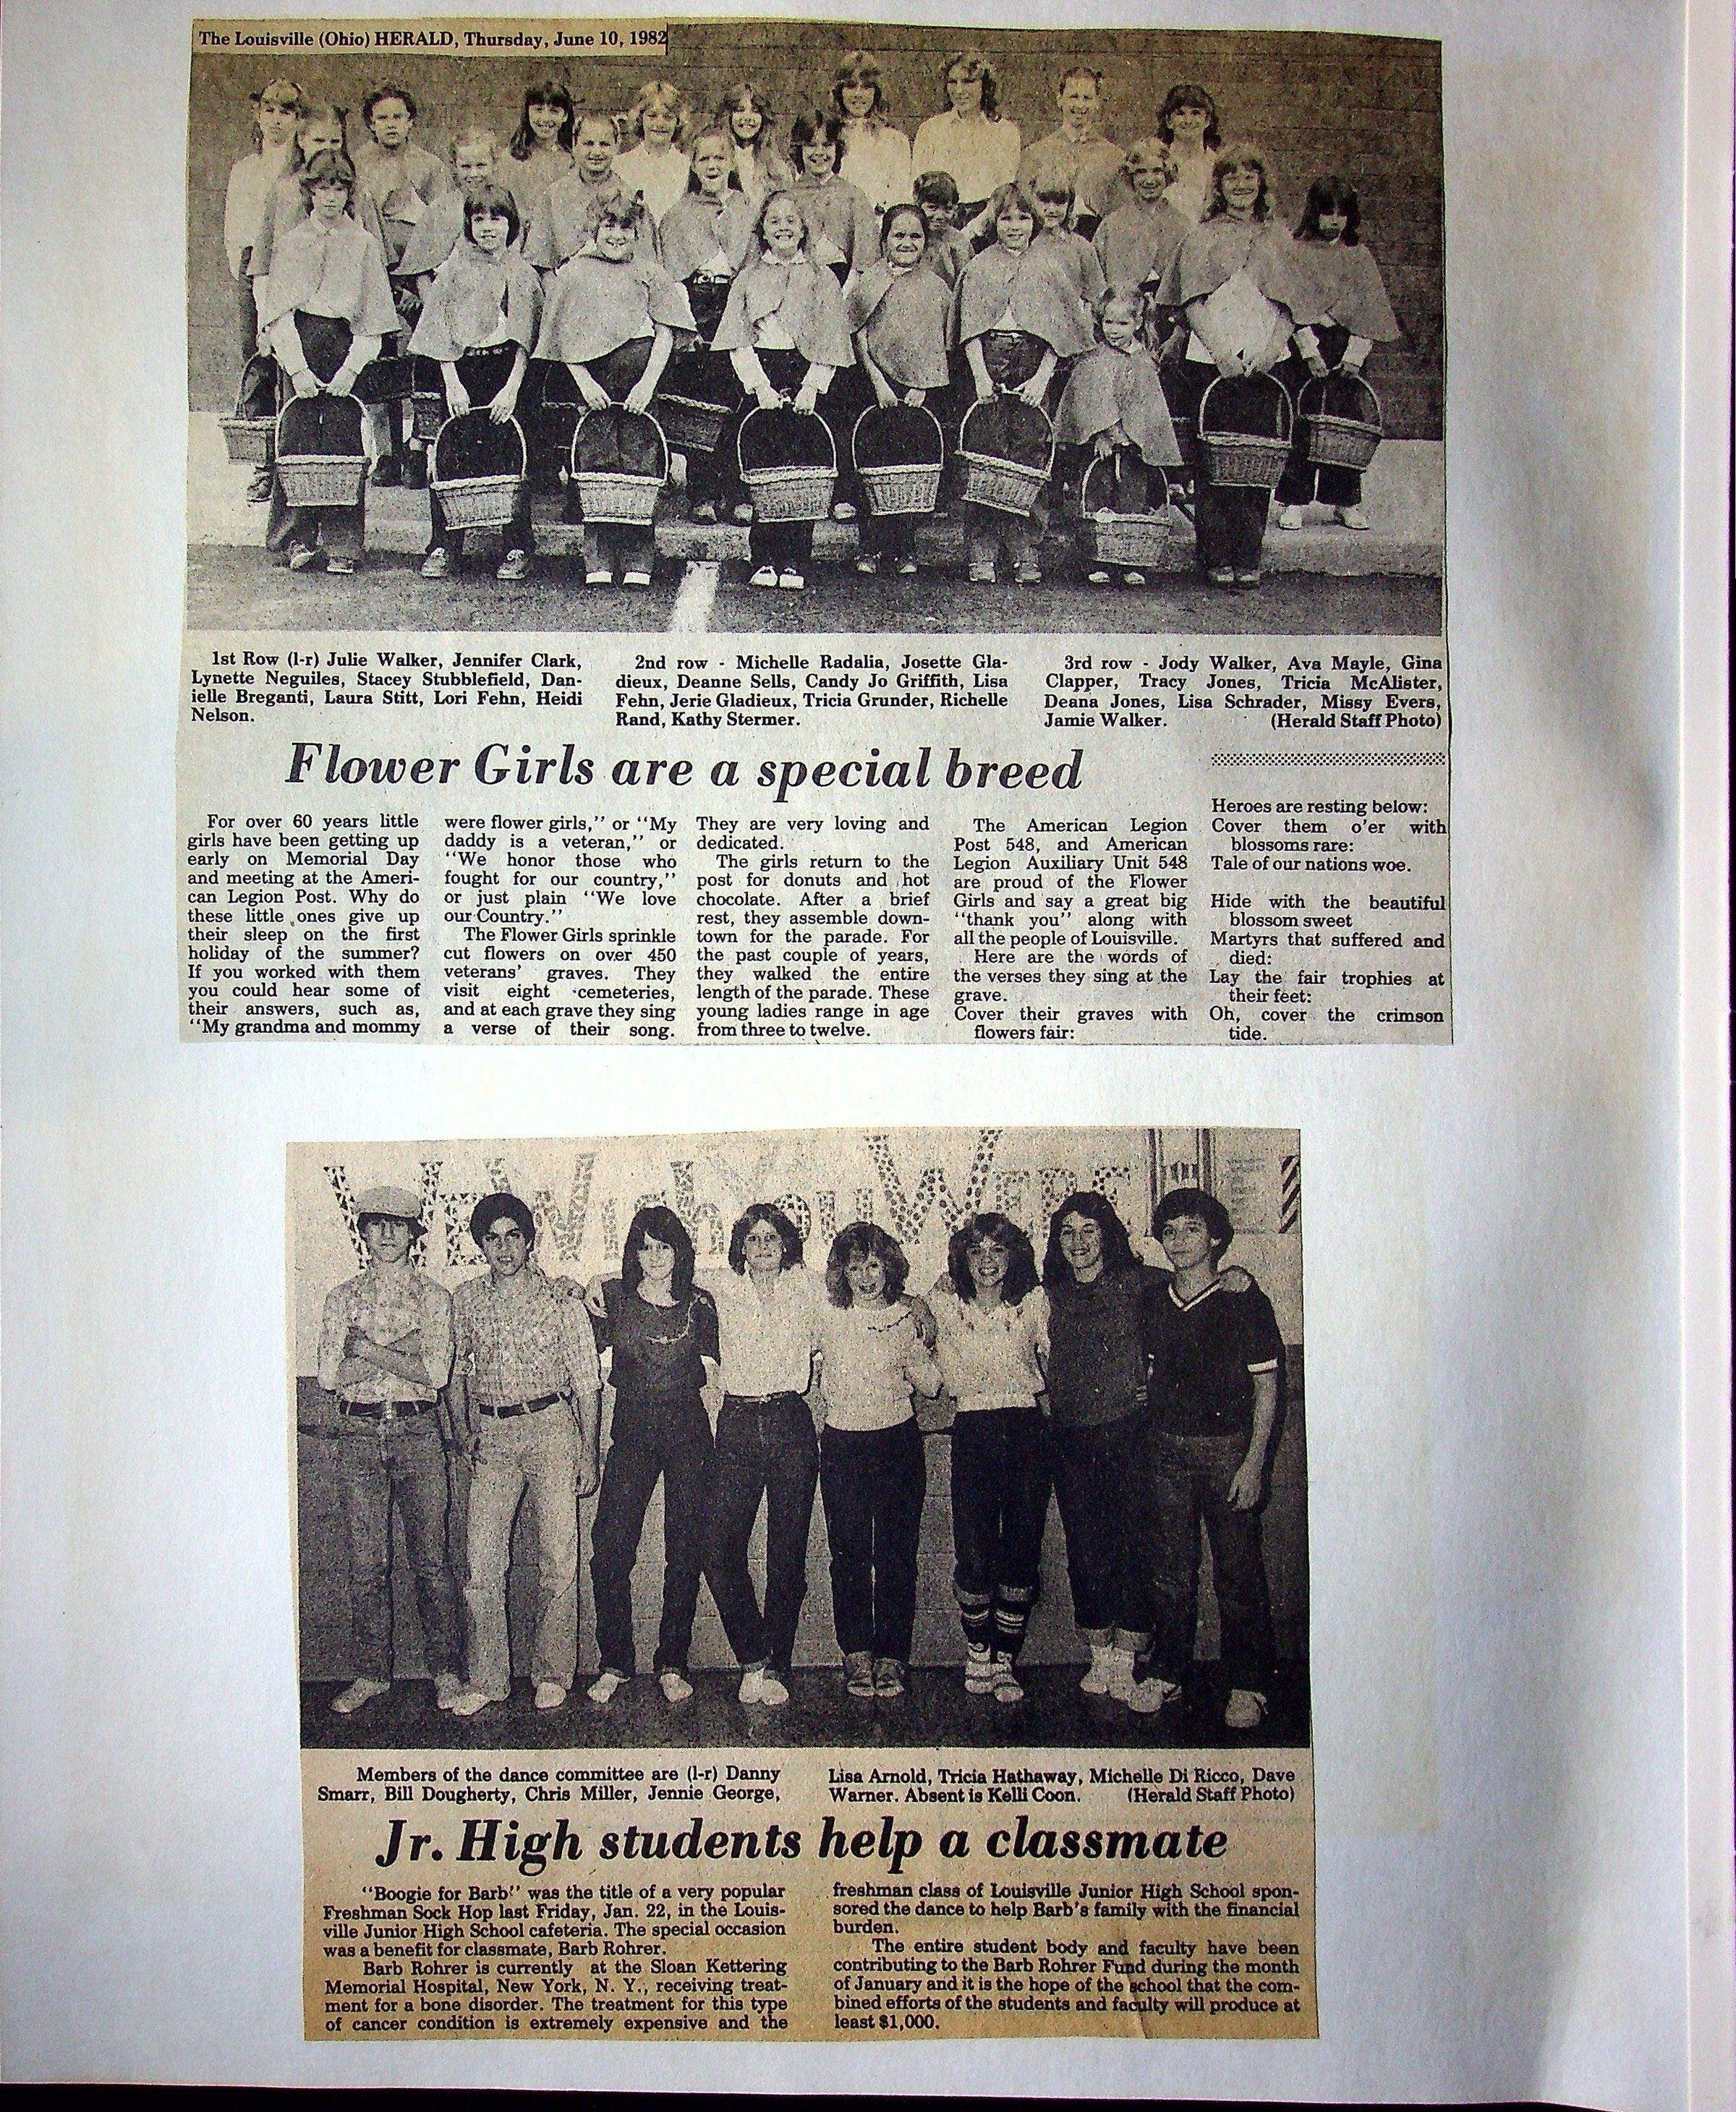 The Louisville (Ohio) HERALD, Thursday, June 10, 1982
1st Row (l-r) Julie Walker, Jennifer Clark,
Lynette Neguiles, Stacey Stubblefield, Dan-
ielle Breganti, Laura Stitt, Lori Fehn, Heidi
Nelson.
2nd row - Michelle Radalia, Josette Gla-
dieux, Deanne Sells, Candy Jo Griffith, Lisa
Fehn, Jerie Gladieux, Tricia Grunder, Richelle
Rand, Kathy Stermer.
3rd row - Jody Walker, Ava Mayle, Gina
Clapper, Tracy Jones, Tricia McAlister,
Deana Jones, Lisa Schrader, Missy Evers,
Jamie Walker. (Herald Staff Photo)
Flower Girls are a special breed
For over 60 years little
girls have been getting up
early on Memorial Day
and meeting at the Ameri-
can Legion Post. Why do
these little ones give up
their sleep on the first
holiday of the summer?
If you worked with them
you could hear some of
their answers, such as,
"My grandma and mommy
were flower girls," or "My
daddy is a veteran," or
"We honor those who
fought for our country,"
or just plain "We love
our Country."
The Flower Girls sprinkle
cut flowers on over 450
veterans' graves. They
visit eight cemeteries,
and at each grave they sing
a verse of their song.
They are very loving and
dedicated.
The girls return to the
post for donuts and hot
chocolate. After a brief
rest, they assemble down-
town for the parade. For
the past couple of years,
they walked the entire
length of the parade. These
young ladies range in age
from three to twelve.
The American Legion
Post 548, and American
Legion Auxiliary Unit 548
are proud of the Flower
Girls and say a great big
"thank you" along with
all the people of Louisville.
Here are the words of
the verses they sing at the
grave.
Cover their graves with
flowers fair:
Heroes are resting below:
Cover them o'er with
blossoms rare:
Tale of our nations woe.
Hide with the beautiful
blossom sweet
Martyrs that suffered and
died:
Lay the fair trophies at
their feet:
Oh, cover the crimson
tide.
WE WISH YOU WERE
Members of the dance committee are (l-r) Danny
Smarr, Bill Dougherty, Chris Miller, Jennie George,
Lisa Arnold, Tricia Hathaway, Michelle Di Ricco, Dave
Warner. Absent is Kelli Coon. (Herald Staff Photo)
Jr. High students help a classmate
"Boogie for Barb" was the title of a very popular
Freshman Sock Hop last Friday, Jan. 22, in the Louis-
ville Junior High School cafeteria. The special occasion
was a benefit for classmate, Barb Rohrer.
Barb Rohrer is currently at the Sloan Kettering
Memorial Hospital, New York, N. Y., receiving treat-
ment for a bone disorder. The treatment for this type
of cancer condition is extremely expensive and the
freshman class of Louisville Junior High School spon-
sored the dance to help Barb's family with the financial
burden.
The entire student body and faculty have been
contributing to the Barb Rohrer Fund during the month
of January and it is the hope of the school that the com-
bined efforts of the students and faculty will produce at
least $1,000.